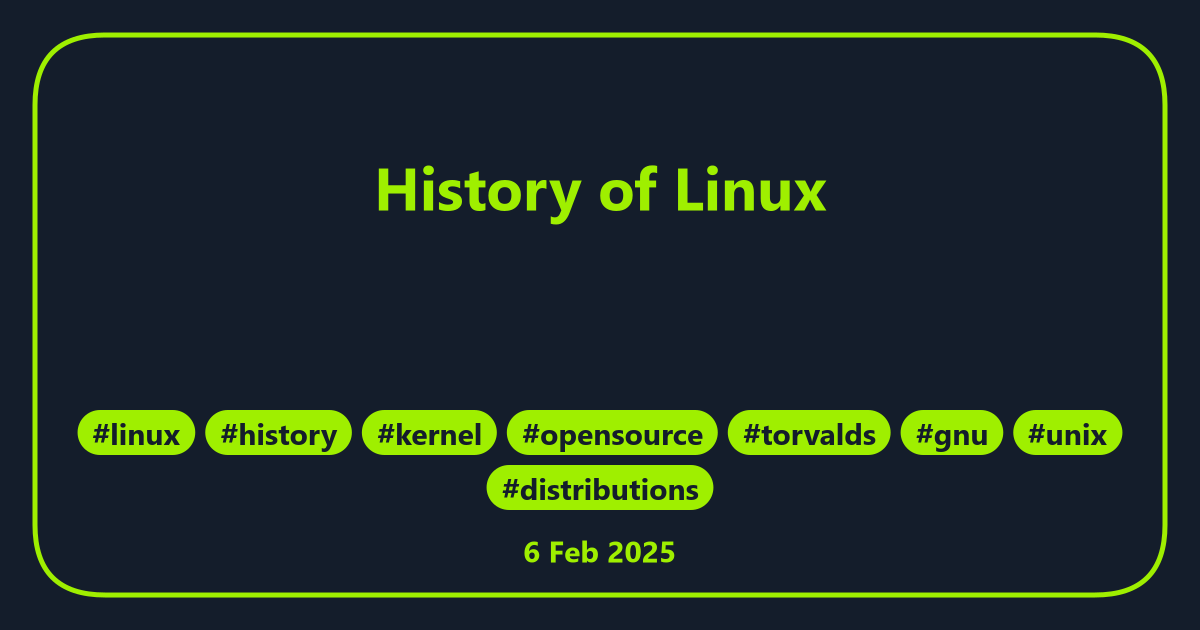 History of Linux
#linux #history #kernel #opensource #torvalds #gnu #unix
#distributions
6 Feb 2025